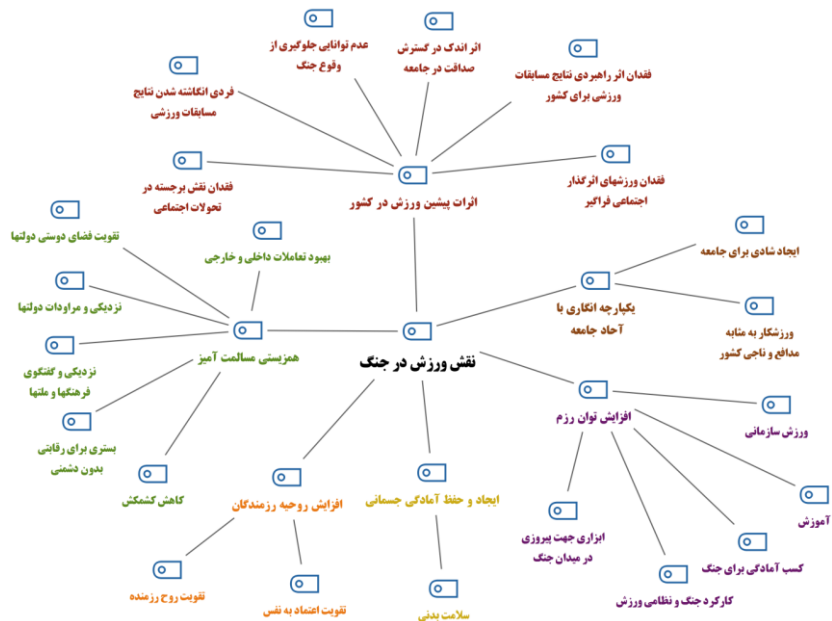 عدم توانایی جلوگیری از
وقوع جنگ
اثر اندک در گسترش
صداقت در جامعه
فقدان اثر راهبردی نتایج مسابقات
ورزشی برای کشور
فردی انگاشته شدن نتایج
مسابقات ورزشی
فقدان نقش برجسته در
تحولات اجتماعی
اثرات پیشین ورزش در کشور
فقدان ورزشهای اثرگذار
اجتماعی فراگیر
تقویت فضای دوستی دولتها
بهبود تعاملات داخلی و خارجی
ایجاد شادی برای جامعه
نزدیکی و مراودات دولتها
یکپارچه انگاری با
آحاد جامعه
ورزشکار به مثابه
مدافع و ناجی کشور
نزدیکی و گفتگوی
فرهنگها و ملتها
همزیستی مسالمت آمیز
نقش ورزش در جنگ
افزایش توان رزم
ورزش سازمانی
بستری برای رقابتی
بدون دشمنی
کاهش کشمکش
افزایش روحیه رزمندگان
ایجاد و حفظ آمادگی جسمانی
ابزاری جهت پیروزی
در میدان جنگ
آموزش
کسب آمادگی برای جنگ
کارکرد جنگ و نظامی ورزش
تقویت روح رزمنده
تقویت اعتماد به نفس
سلامت بدنی